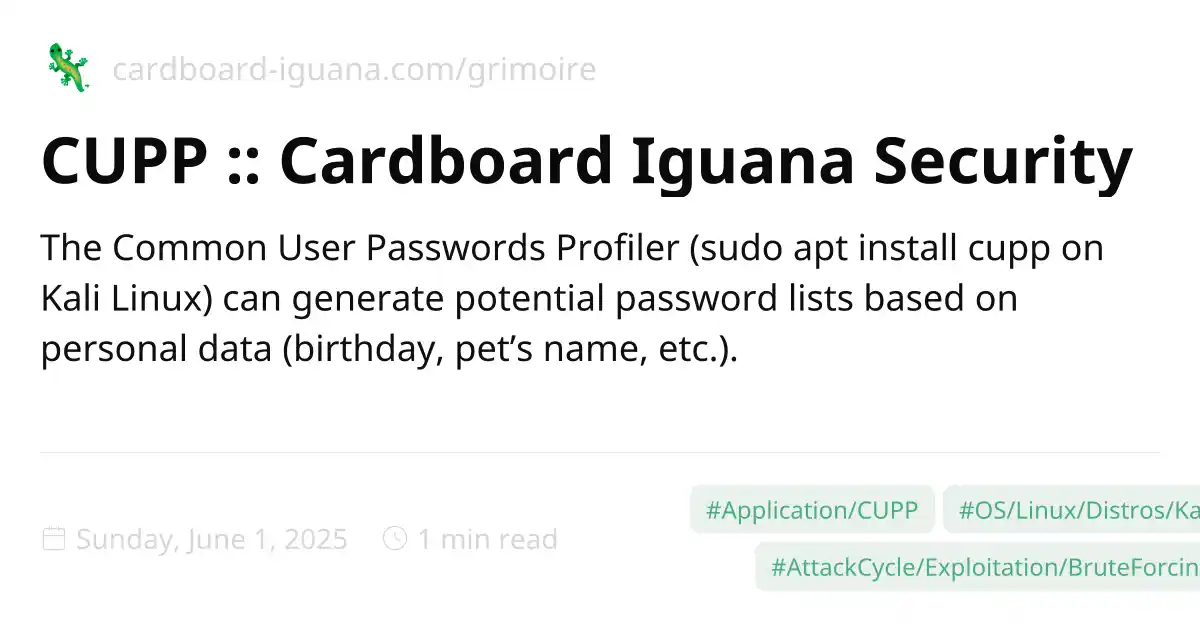 cardboard-iguana.com/grimoire
CUPP :: Cardboard Iguana Security
The Common User Passwords Profiler (sudo apt install cupp on
Kali Linux) can generate potential password lists based on
personal data (birthday, pet’s name, etc.).
Sunday, June 1, 2025 1 min read
#Application/CUPP #OS/Linux/Distros/Ka
#AttackCycle/Exploitation/BruteForcin